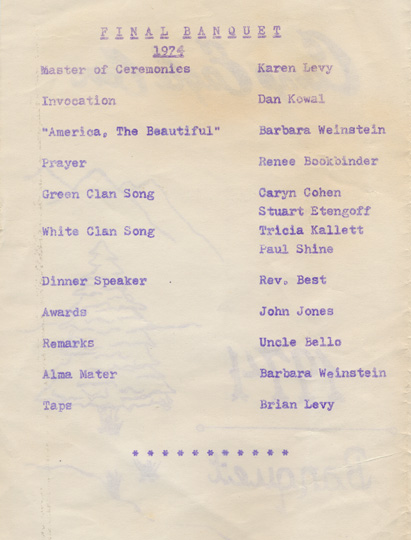 FINAL BANQUET
1974
Master of Ceremonies Karen Levy
Invocation Dan Kowal
"America, The Beautiful" Barbara Weinstein
Prayer Renee Bookbinder
Green Clan Song Caryn Cohen
Stuart Etengoff
White Clan Song Tricia Kallett
Paul Shine
Dinner Speaker Rev. Best
Awards John Jones
Remarks Uncle Bello
Alma Mater Barbara Weinstein
Taps Brian Levy
* * * * * * * * * * *